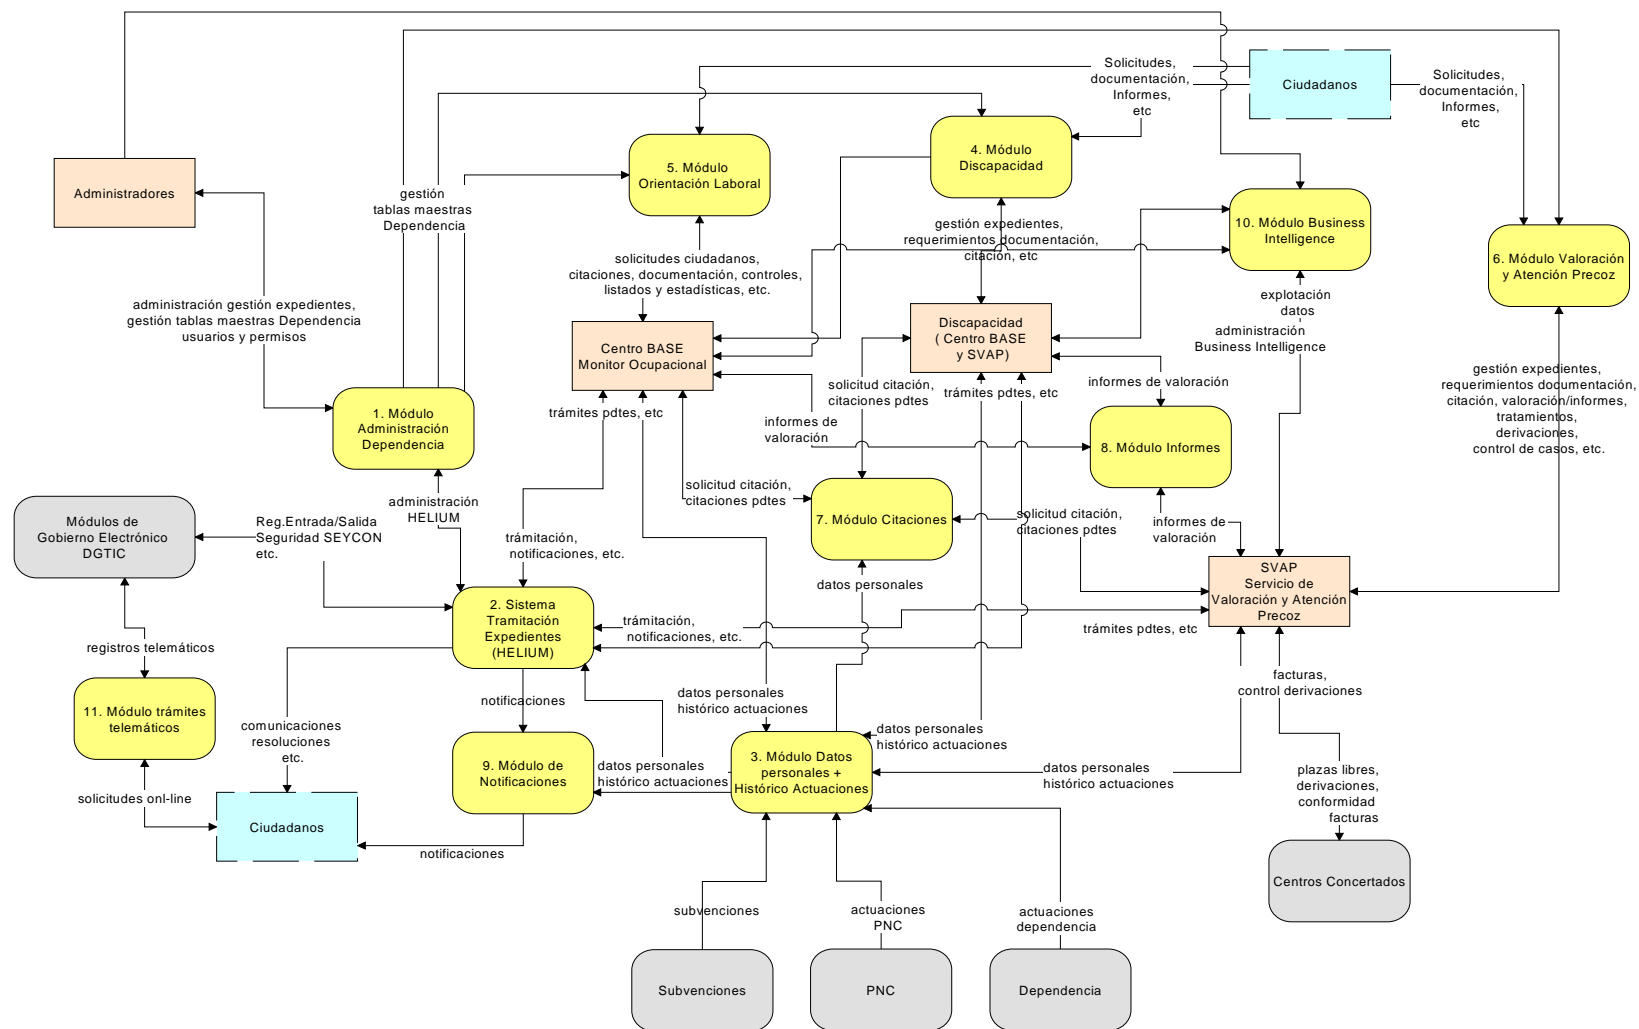 Solicitudes,
documentación,
Informes,
etc
Ciudadanos
Solicitudes,
documentación,
Informes,
etc
5. Módulo
Orientación Laboral
4. Módulo
Discapacidad
Administradores
gestión
tablas maestras
Dependencia
10. Módulo Business
Intelligence
6. Módulo Valoración
y Atención Precoz
gestión expedientes,
requerimientos documentación,
citación, etc
solicitudes ciudadanos,
citaciones, documentación, controles,
listados y estadísticas, etc.
administración gestión expedientes,
gestión tablas maestras Dependencia
usuarios y permisos
explotación
datos
administración
Business Intelligence
Centro BASE
Monitor Ocupacional
Discapacidad
( Centro BASE
y SVAP)
gestión expedientes,
requerimientos documentación,
citación, valoración/informes,
tratamientos,
derivaciones,
control de casos, etc.
solicitud citación,
citaciones pdtes
trámites pdtes, etc
informes de valoración
1. Módulo
Administración
Dependencia
trámites pdtes, etc
informes de
valoración
8. Módulo Informes
administración
HELIUM
solicitud citación,
citaciones pdtes
7. Módulo Citaciones
solicitud citación,
citaciones pdtes
informes de
valoración
Módulos de
Gobierno Electrónico
DGTIC
Reg.Entrada/Salida
Seguridad SEYCON
etc.
trámitación,
notificaciones, etc.
datos personales
SVAP
Servicio de
Valoración y Atención
Precoz
2. Sistema
Tramitación
Expedientes
(HELIUM)
trámitación,
notificaciones, etc.
trámites pdtes, etc
registros telemáticos
facturas,
control derivaciones
11. Módulo trámites
telemáticos
notificaciones
datos personales
histórico actuaciones
comunicaciones
resoluciones
etc.
datos personales
histórico actuaciones
9. Módulo de
Notificaciones
datos personales
histórico actuaciones
3. Módulo Datos
personales +
Histórico Actuaciones
datos personales
histórico actuaciones
plazas libres,
derivaciones,
conformidad
facturas
solicitudes onl-line
Ciudadanos
notificaciones
Centros Concertados
subvenciones
actuaciones
PNC
actuaciones
dependencia
Subvenciones
PNC
Dependencia